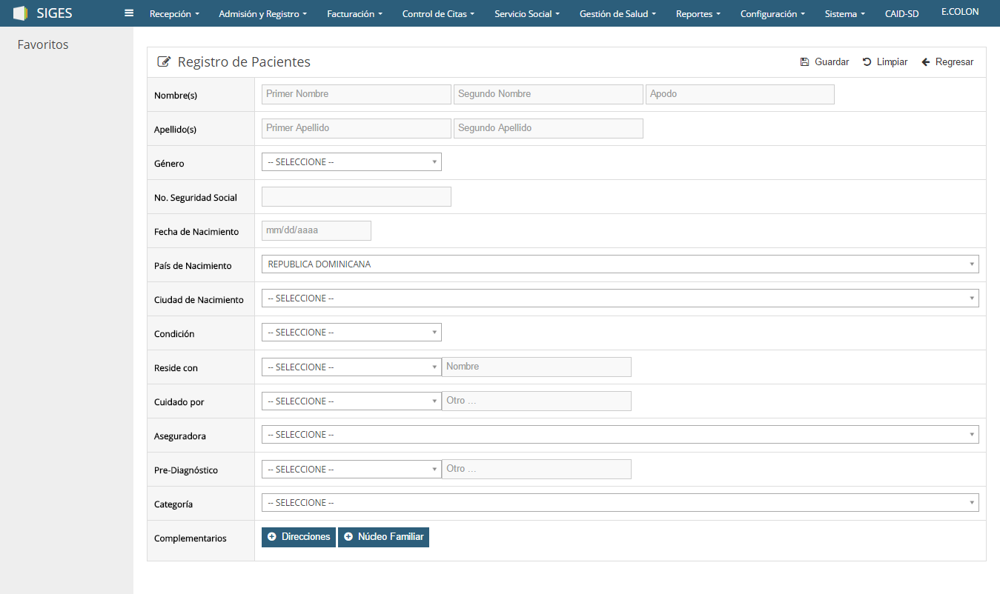 SIGES Recepción Admisión y Registro Facturación Control de Citas Servicio Social Gestión de Salud Reportes Configuración Sistema CAID-SD E.COLON
Favoritos
Registro de Pacientes Guardar Limpiar Regresar
Nombre(s) Primer Nombre Segundo Nombre Apodo
Apellido(s) Primer Apellido Segundo Apellido
Género -- SELECCIONE --
No. Seguridad Social
Fecha de Nacimiento mm/dd/aaaa
País de Nacimiento REPUBLICA DOMINICANA
Ciudad de Nacimiento -- SELECCIONE --
Condición -- SELECCIONE --
Reside con -- SELECCIONE -- Nombre
Cuidado por -- SELECCIONE -- Otro ...
Aseguradora -- SELECCIONE --
Pre-Diagnóstico -- SELECCIONE -- Otro ...
Categoría -- SELECCIONE --
Complementarios Direcciones Núcleo Familiar